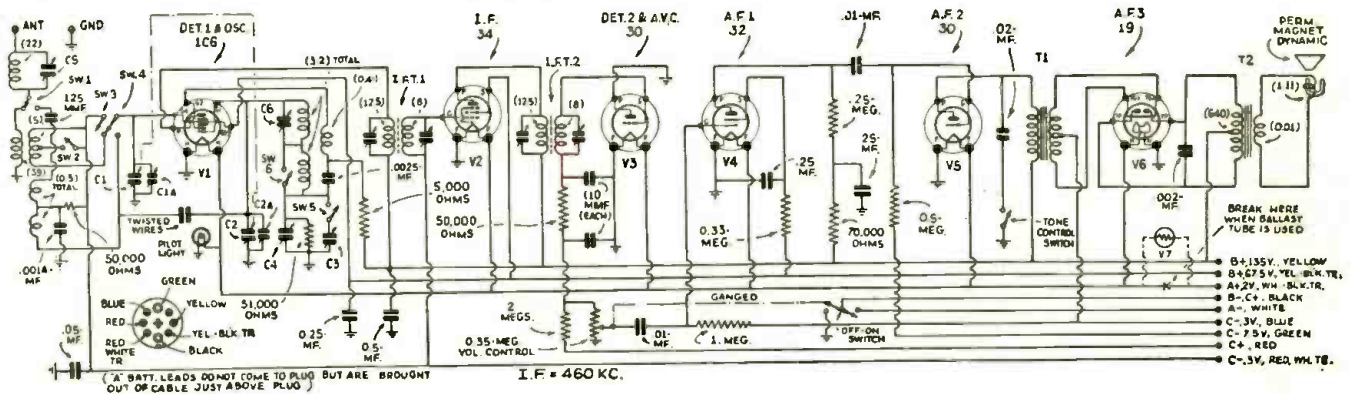 ANT
GND
DET.1 & OSC.
1C6
I.F.
34
DET.2 & A.V.C.
30
A.F.1
32
.01-MF.
A.F.2
30
.02-
MF.
T1
A.F.3
19
T2
PERM.
MAGNET
DYNAMIC
(22)
C5
SW.1
.125
MMF
SW.3
SW.4
(5)
SW.2
(39)
(0.5)
TOTAL
C1
C1A
V1
C6
(3.2) TOTAL
(0.4)
I.F.T.1
(12.5)
(8)
V2
I.F.T.2
(12.5)
(8)
V3
V4
.25
MF.
.25-
MEG.
.25-
MF.
V5
V6
(640)
(0.01)
.002-
MF.
SW
6
.0025-
MF.
SW.5
C2
C2A
C4
C3
TWISTED
WIRES
PILOT
LIGHT
50,000
OHMS
.0014-
MF
5,000
OHMS
50,000
OHMS
(10
MMF
(EACH)
0.33-
MEG
70,000
OHMS
0.5-
MEG.
TONE
CONTROL
SWITCH
V7
BREAK HERE
WHEN BALLAST
TUBE IS USED
51,000
OHMS
GREEN
BLUE
YELLOW
RED
YEL-BLK.TR
RED
WHITE
TR
BLACK
.05-
MF.
0.25-
MF.
0.5-
MF.
2
MEGS.
0.35-MEG
VOL. CONTROL
.01-
MF.
GANGED
1. MEG.
OFF-ON
SWITCH
B+,135V., YELLOW
B+,67.5V, YEL-BLK.TR.
A+,2V., WH.-BLK.TR.
B-, C+, BLACK
A-, WHITE
C-,3V., BLUE
C-7.5V, GREEN
C+, RED
C-.3V, RED, WH. TR.
("A" BATT. LEADS DO NOT COME TO PLUG BUT ARE BROUGHT
OUT OF CABLE JUST ABOVE PLUG)
I.F.= 460 KC.